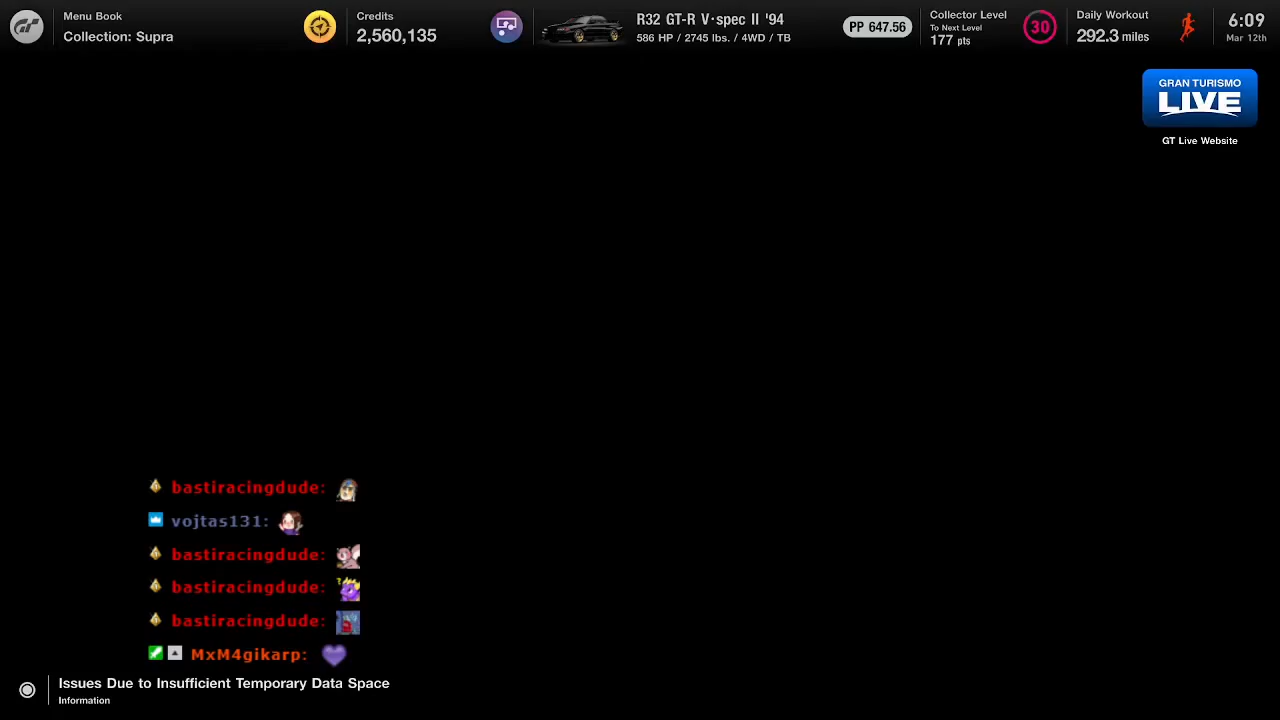 Menu Book
Collection: Supra
Credits
2,560,135
R32 GT-R V·spec II '94
586 HP / 2745 lbs. / 4WD / TB
PP 647.56
Collector Level
To Next Level
177 pts
30
Daily Workout
292.3 miles
6:09
Mar 12th
GRAN TURISMO
LIVE
GT Live Website
bastiracingdude:
vojtas131:
bastiracingdude:
bastiracingdude:
bastiracingdude:
MxM4gikarp:
Issues Due to Insufficient Temporary Data Space
Information